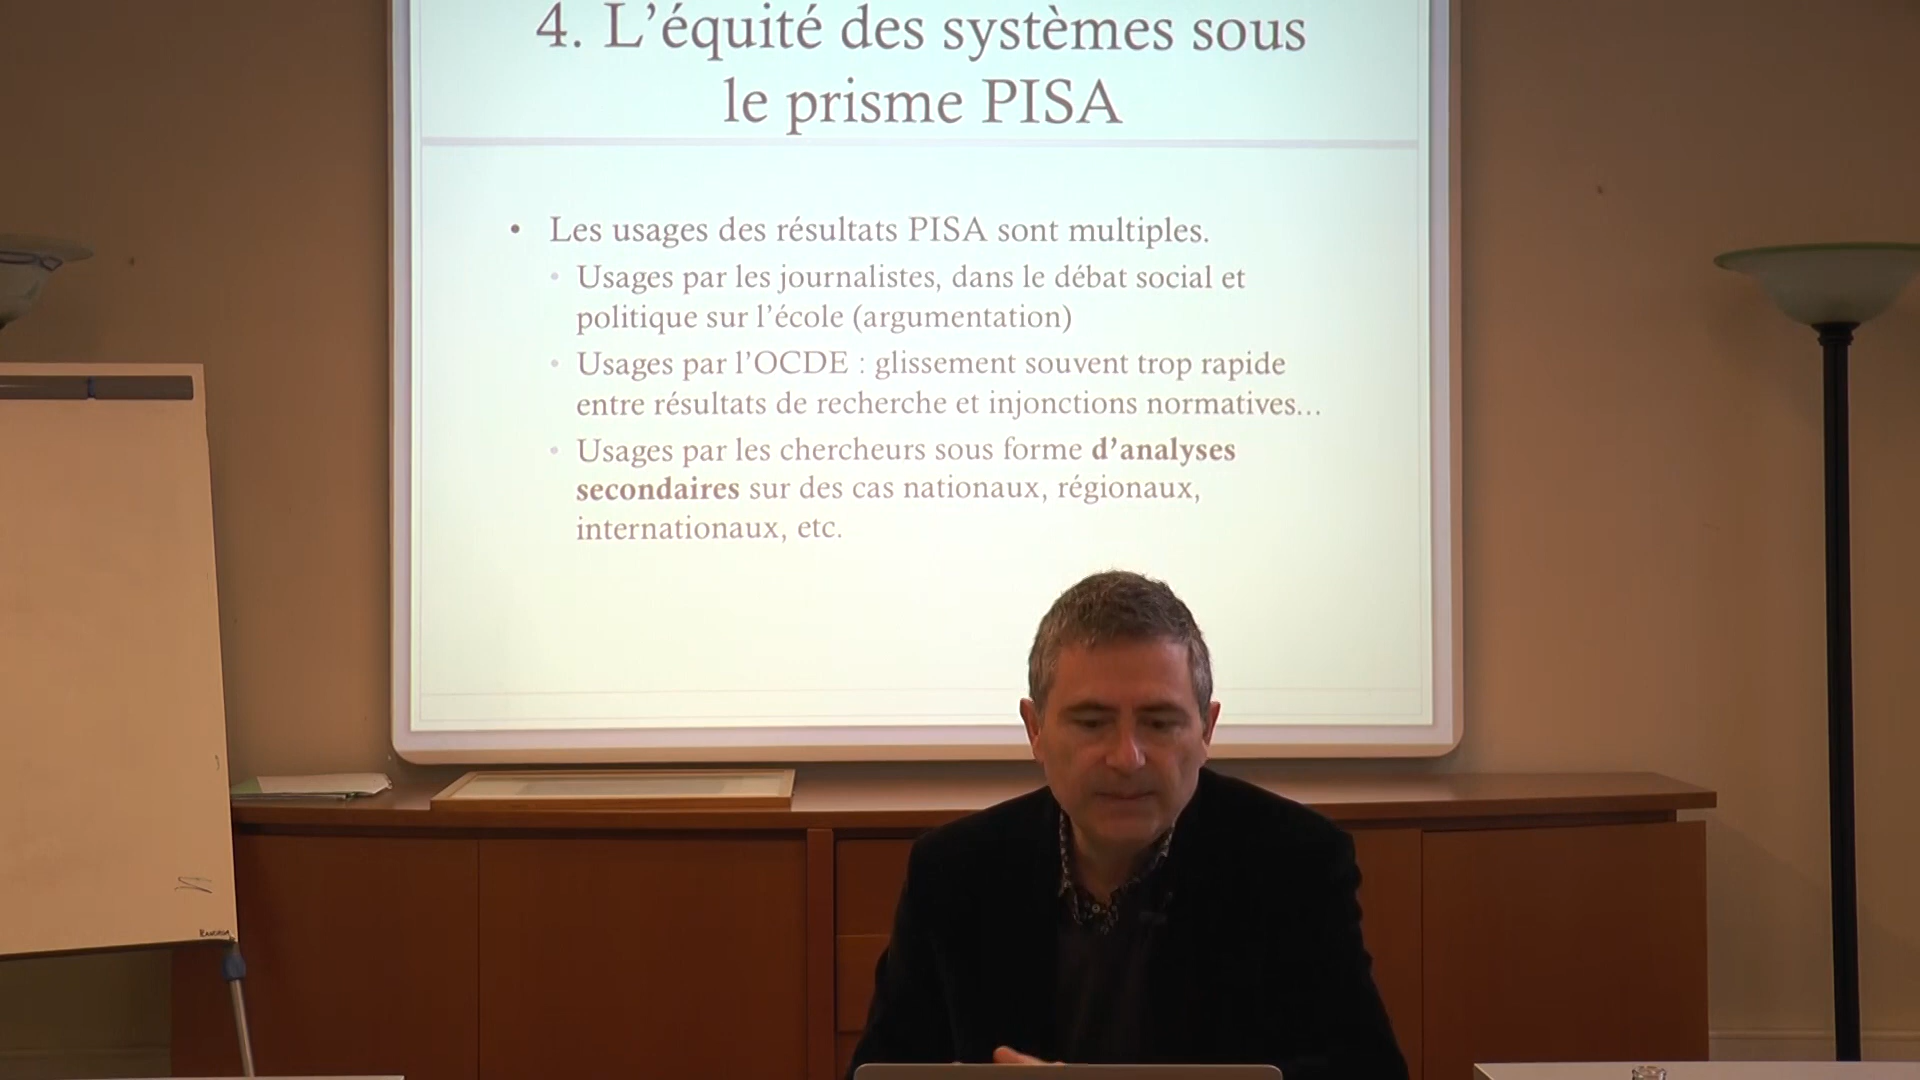 4. L’équité des systèmes sous
le prisme PISA
• Les usages des résultats PISA sont multiples.
• Usages par les journalistes, dans le débat social et
politique sur l’école (argumentation)
• Usages par l’OCDE : glissement souvent trop rapide
entre résultats de recherche et injonctions normatives…
• Usages par les chercheurs sous forme d’analyses
secondaires sur des cas nationaux, régionaux,
internationaux, etc.